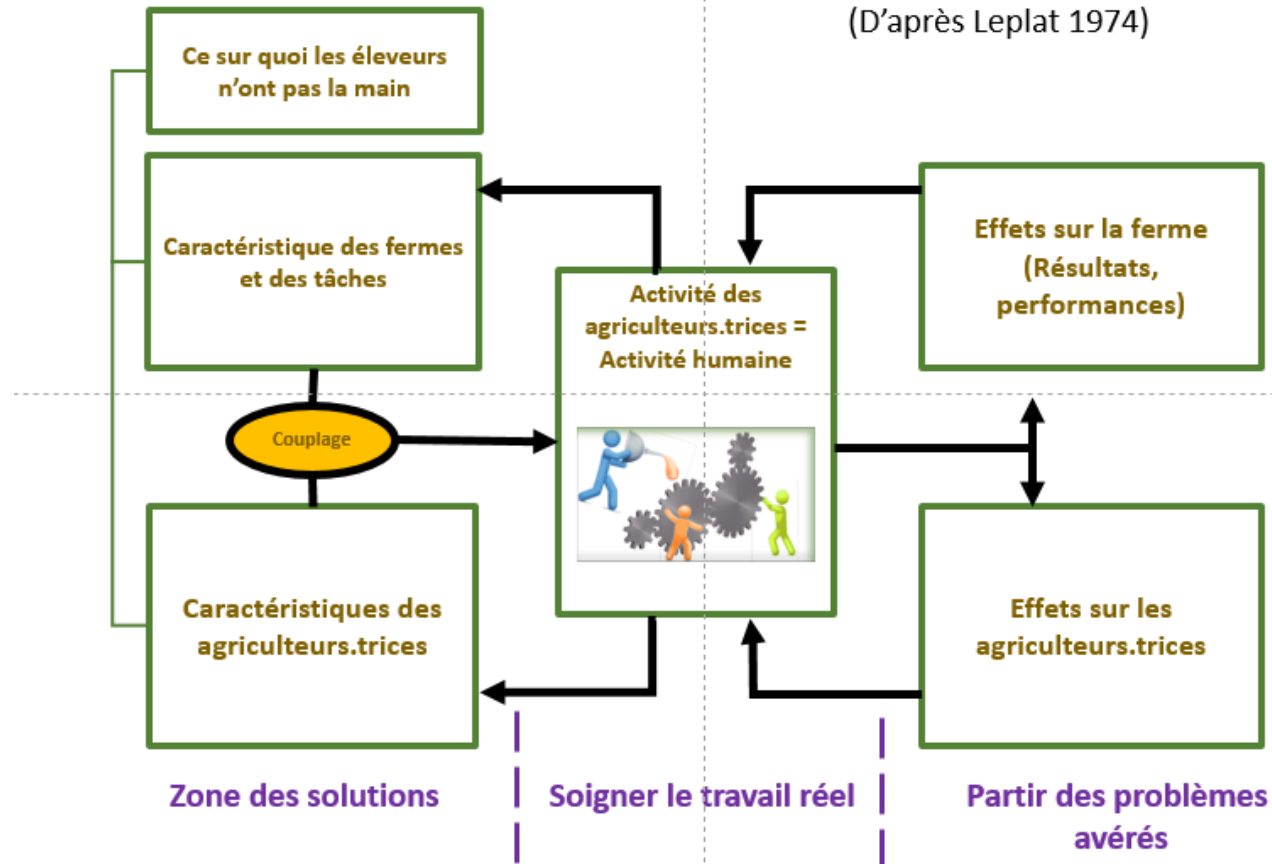 (D'après Leplat 1974)
Ce sur quoi les éleveurs
n'ont pas la main
Caractéristique des fermes
et des tâches
Effets sur la ferme
(Résultats,
performances)
Activité des
agriculteurs.trices =
Activité humaine
Couplage
Caractéristiques des
agriculteurs.trices
Effets sur les
agriculteurs.trices
Zone des solutions
Soigner le travail réel
Partir des problèmes
avérés